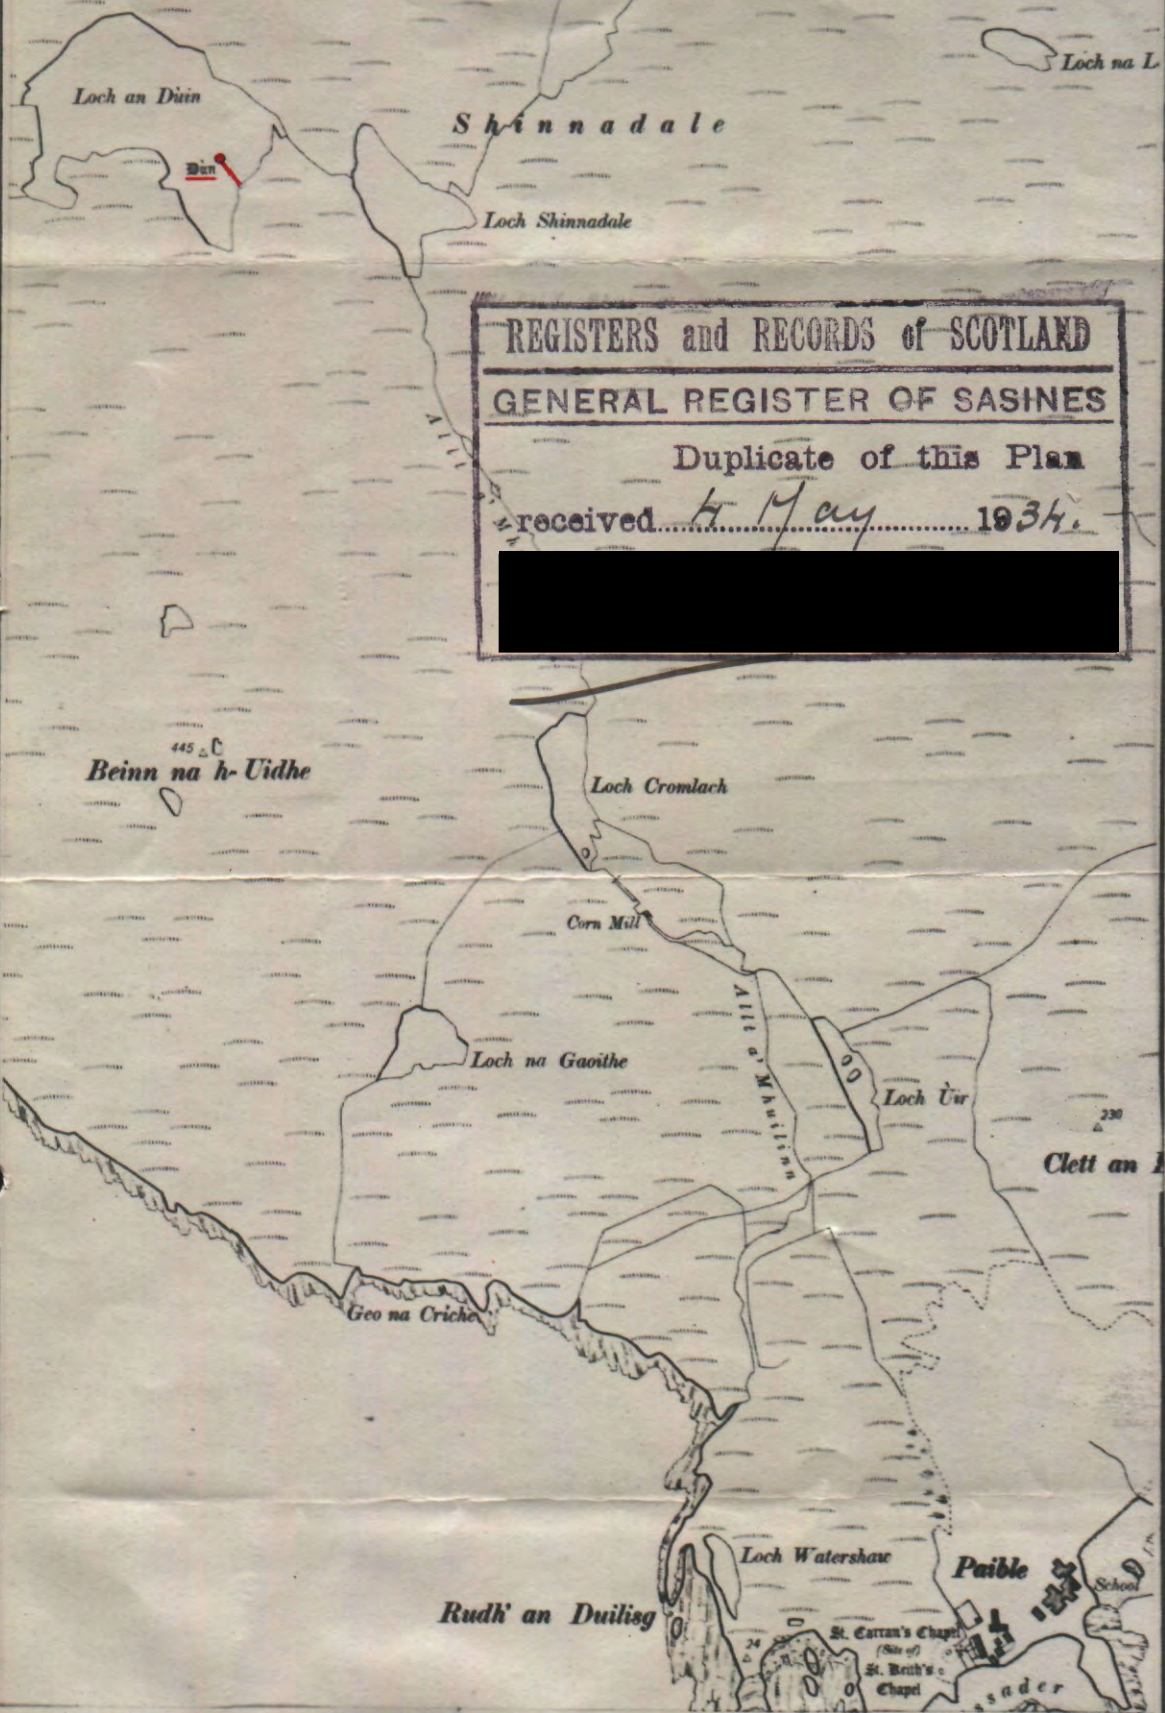 Loch na L
Loch an Dùin
Shinnadale
Dùn
Loch Shinnadale
REGISTERS and RECORDS of SCOTLAND
GENERAL REGISTER OF SASINES
Duplicate of this Plan
received 4 May 1934.
Allt
445
Beinn na h-Uidhe
Loch Cromlach
Corn Mill
Allt a' Mhuilinn
Loch na Gaoithe
Loch Ùir
230
Clett an
Geo na Criche
Loch Watershaw
Paible
School
Rudh' an Duilisg
St. Carran's Chapel
(Site of)
24
St. Keith's
Chapel
sader